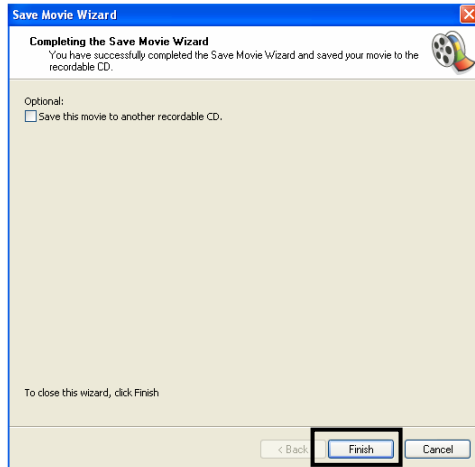 Save Movie Wizard
Completing the Save Movie Wizard
You have successfully completed the Save Movie Wizard and saved your movie to the
recordable CD.
Optional:
Save this movie to another recordable CD.
To close this wizard, click Finish
< Back
Finish
Cancel